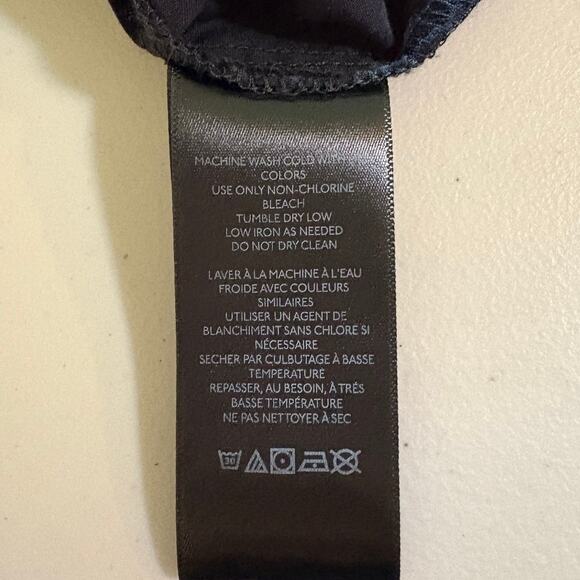 MACHINE WASH COLD WITH
COLORS
USE ONLY NON-CHLORINE
BLEACH
TUMBLE DRY LOW
LOW IRON AS NEEDED
DO NOT DRY CLEAN
LAVER À LA MACHINE À L'EAU
FROIDE AVEC COULEURS
SIMILAIRES
UTILISER UN AGENT DE
BLANCHIMENT SANS CHLORE SI
NÉCESSAIRE
SECHER PAR CULBUTAGE À BASSE
TEMPERATURE
REPASSER, AU BESOIN, À TRÉS
BASSE TEMPÉRATURE
NE PAS NETTOYER À SEC
30